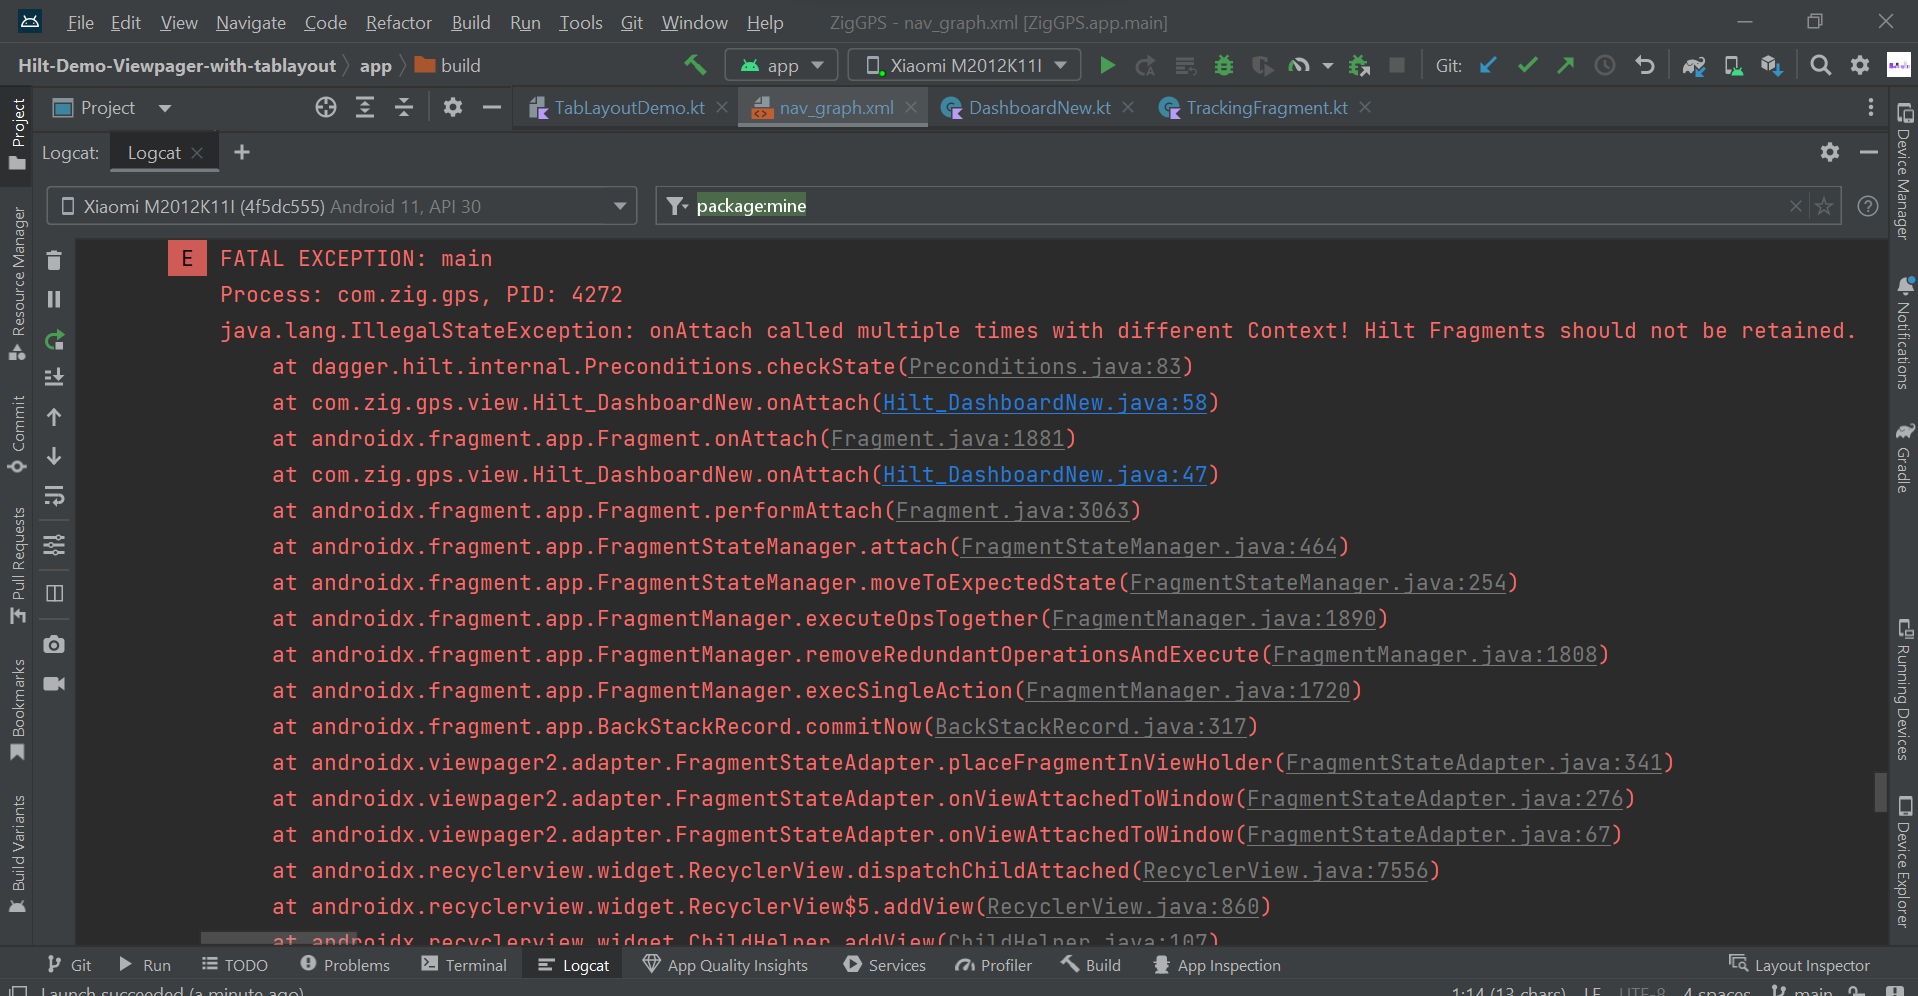 File Edit View Navigate Code Refactor Build Run Tools Git Window Help ZigGPS - nav_graph.xml [ZigGPS.app.main]
Hilt-Demo-Viewpager-with-tablayout app build app Xiaomi M2012K11I Git:
Project TabLayoutDemo.kt nav_graph.xml DashboardNew.kt TrackingFragment.kt
Logcat: Logcat
Xiaomi M2012K11I (4f5dc555) Android 11, API 30 package:mine
E FATAL EXCEPTION: main
Process: com.zig.gps, PID: 4272
java.lang.IllegalStateException: onAttach called multiple times with different Context! Hilt Fragments should not be retained.
at dagger.hilt.internal.Preconditions.checkState(Preconditions.java:83)
at com.zig.gps.view.Hilt_DashboardNew.onAttach(Hilt_DashboardNew.java:58)
at androidx.fragment.app.Fragment.onAttach(Fragment.java:1881)
at com.zig.gps.view.Hilt_DashboardNew.onAttach(Hilt_DashboardNew.java:47)
at androidx.fragment.app.Fragment.performAttach(Fragment.java:3063)
at androidx.fragment.app.FragmentStateManager.attach(FragmentStateManager.java:464)
at androidx.fragment.app.FragmentStateManager.moveToExpectedState(FragmentStateManager.java:254)
at androidx.fragment.app.FragmentManager.executeOpsTogether(FragmentManager.java:1890)
at androidx.fragment.app.FragmentManager.removeRedundantOperationsAndExecute(FragmentManager.java:1808)
at androidx.fragment.app.FragmentManager.execSingleAction(FragmentManager.java:1720)
at androidx.fragment.app.BackStackRecord.commitNow(BackStackRecord.java:317)
at androidx.viewpager2.adapter.FragmentStateAdapter.placeFragmentInViewHolder(FragmentStateAdapter.java:341)
at androidx.viewpager2.adapter.FragmentStateAdapter.onViewAttachedToWindow(FragmentStateAdapter.java:276)
at androidx.viewpager2.adapter.FragmentStateAdapter.onViewAttachedToWindow(FragmentStateAdapter.java:67)
at androidx.recyclerview.widget.RecyclerView.dispatchChildAttached(RecyclerView.java:7556)
at androidx.recyclerview.widget.RecyclerView$5.addView(RecyclerView.java:860)
at androidx.recyclerview.widget.ChildHelper.addView(ChildHelper.java:107)
Project
Resource Manager
Commit
Pull Requests
Bookmarks
Build Variants
Device Manager
Notifications
Gradle
Running Devices
Device Explorer
Git Run TODO Problems Terminal Logcat App Quality Insights Services Profiler Build App Inspection Layout Inspector
Launch succeeded (a minute ago) 1:14 (13 chars) LF UTF-8 4 spaces main